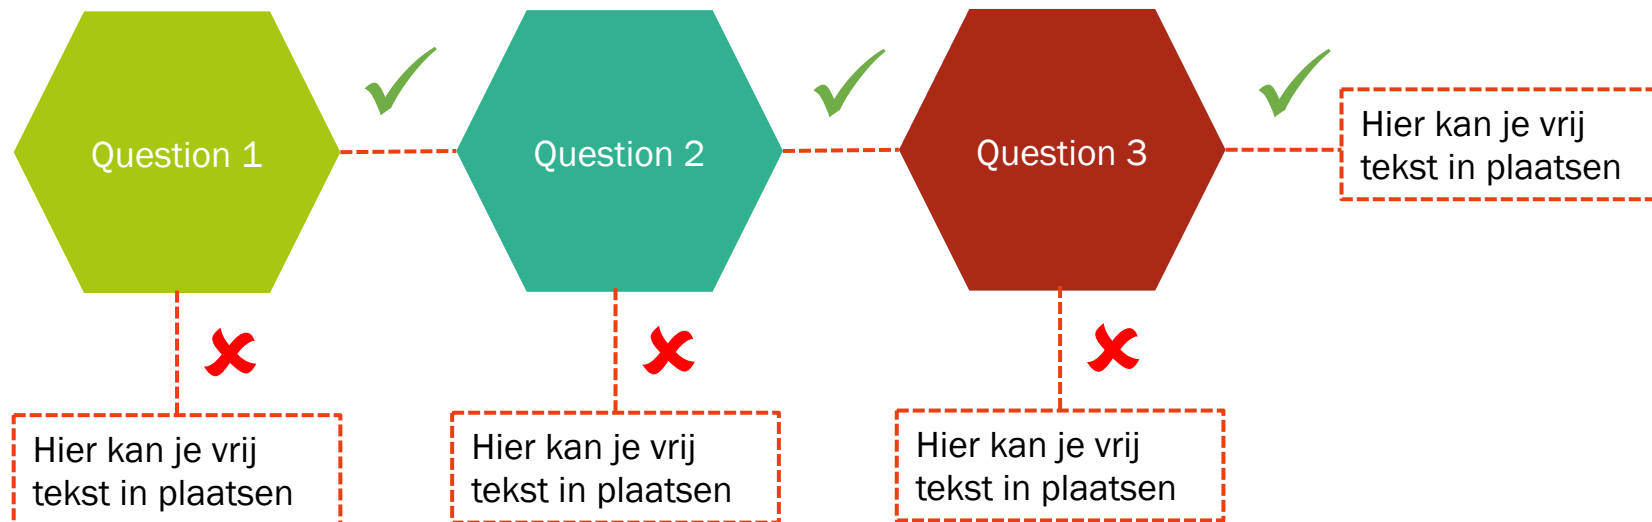 Question 1
Question 2
Question 3
Hier kan je vrij
tekst in plaatsen
Hier kan je vrij
tekst in plaatsen
Hier kan je vrij
tekst in plaatsen
Hier kan je vrij
tekst in plaatsen